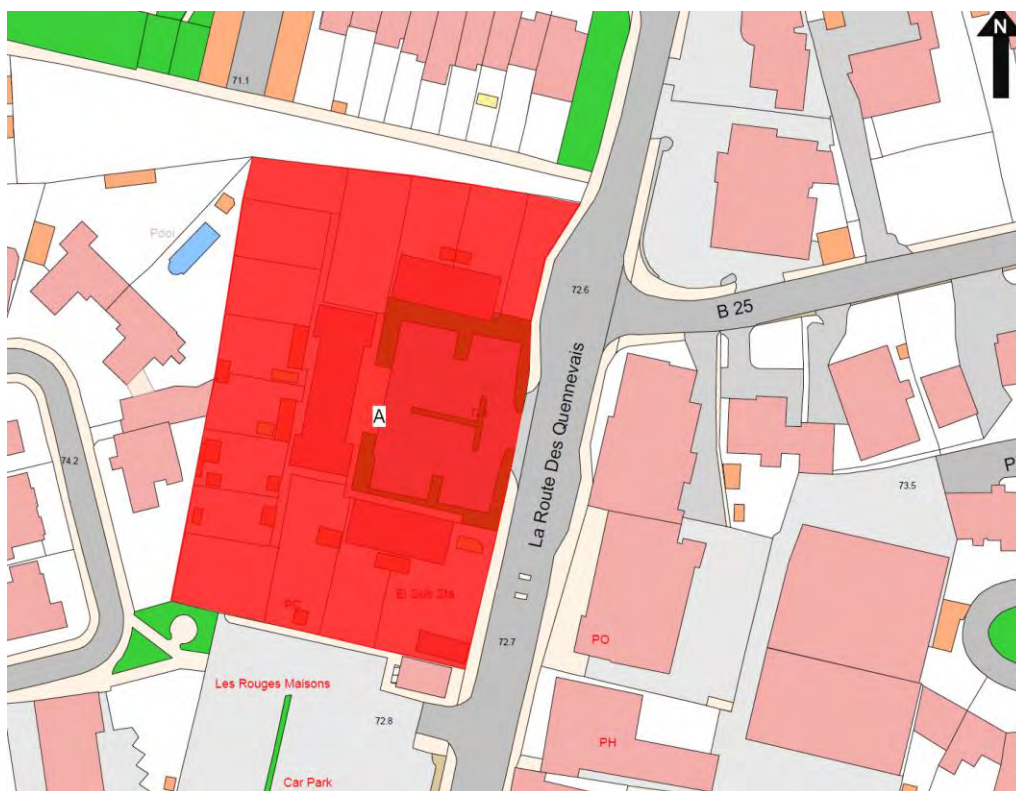 N
71.1
Pool
72.6
B 25
A
La Route Des Quennevais
74.2
P
73.5
El Sub Sta
PO
72.7
Les Rouges Maisons
72.8
PH
Car Park